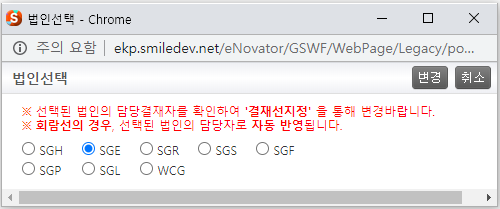 법인선택 - Chrome
주의 요함 | ekp.smiledev.net/eNovator/GSWF/WebPage/Legacy/po...
법인선택 변경 취소
※ 선택된 법인의 담당결재자를 확인하여 '결재선지정' 을 통해 변경바랍니다.
※ 회람선의 경우, 선택된 법인의 담당자로 자동 반영됩니다.
SGH SGE SGR SGS SGF
SGP SGL WCG